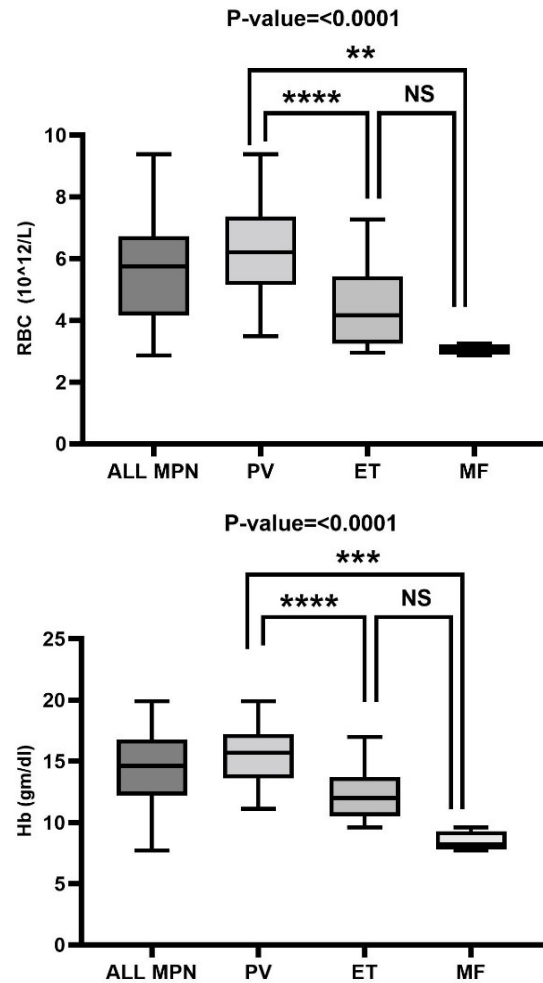 P-value=<0.0001
**
****
NS
10
8
6
4
2
0
RBC (10^12/L)
ALL MPN PV ET MF
P-value=<0.0001
***
****
NS
25
20
15
10
5
0
Hb (gm/dl)
ALL MPN PV ET MF